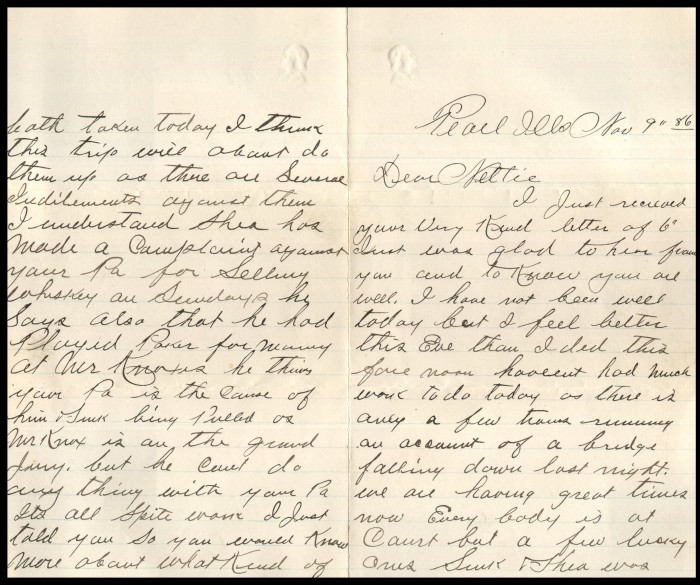 Pearl Ills Nov 9" 86
Dear Nettie
I Just received
your Very Kind letter of 6"
Inst was glad to hear from
you and to Know you are
well. I have not been well
today but I feel better
this Eve than I did this
fore noon havent had Much
work to do today as there is
only a few trains running
on account of a bridge
falling down last night.
we are having great times
now Every body is at
Court but a few lucky
ones Sink & Shea was
both taken today I think
this trip will about do
them up as there are Several
Inditements against them
I understand Shea has
Made a Complaint against
your Pa for Selling
whiskey on Sundays he
Says also that he had
Played Poker for money
at Mr Knoxs he thinks
your Pa is the Cause of
him & Sink being Pulled as
Mr Knox is on the grand
Jury. but he Cant do
any thing with your Pa
Its all Spite work I Just
told you So you would Know
More about what Kind of